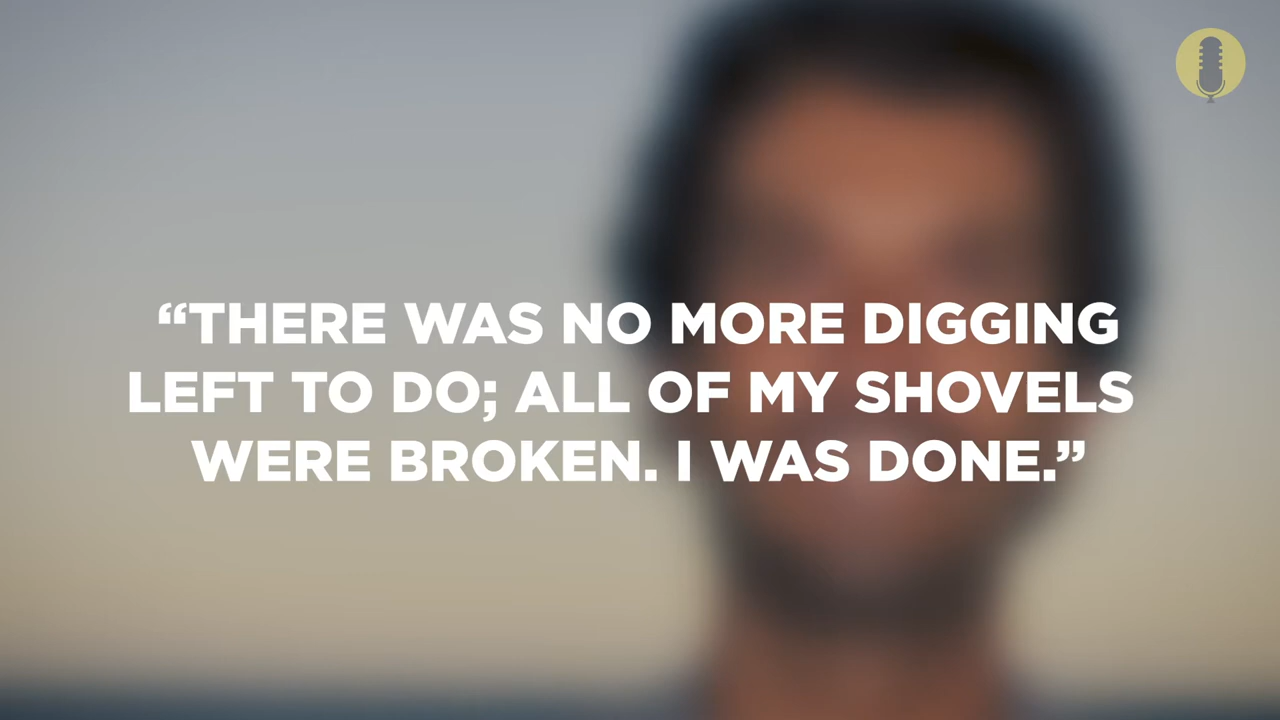 “THERE WAS NO MORE DIGGING
LEFT TO DO; ALL OF MY SHOVELS
WERE BROKEN. I WAS DONE.”